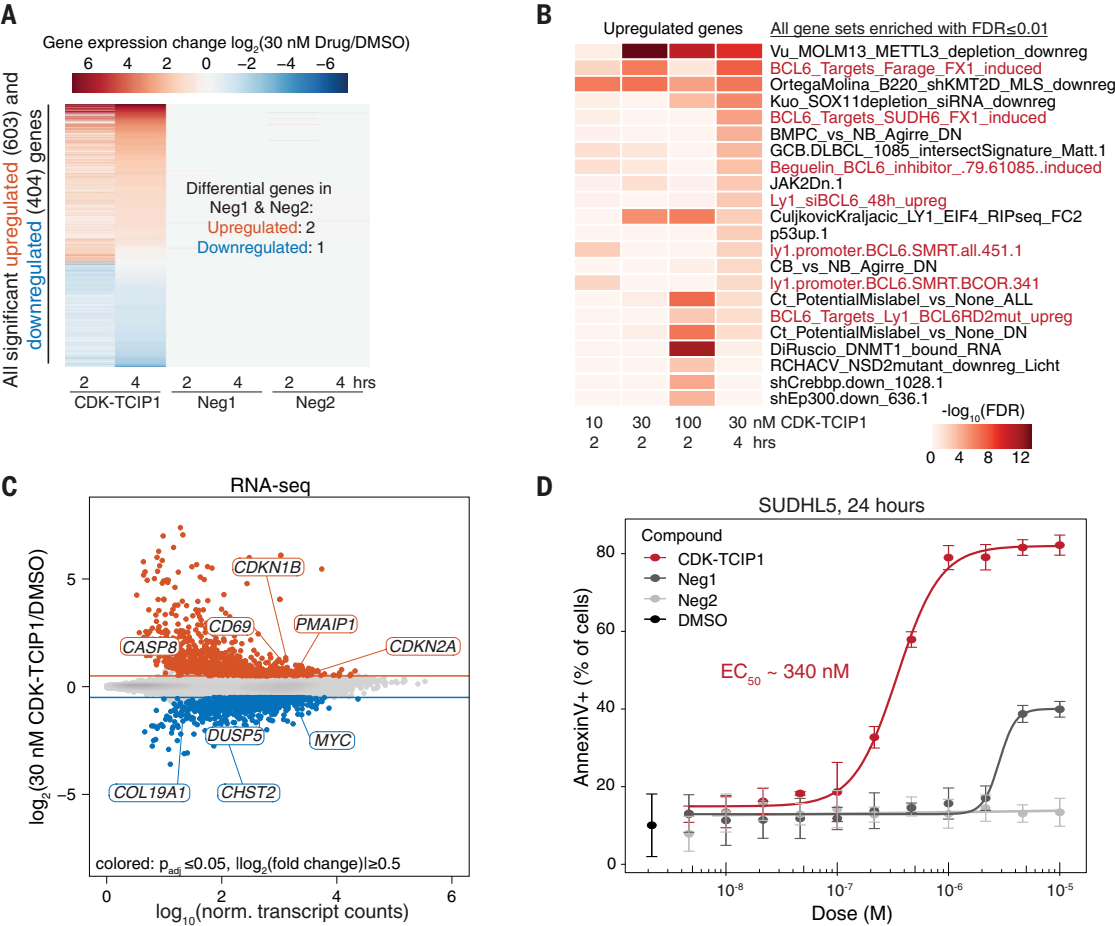 A
Gene expression change log2(30 nM Drug/DMSO)
6 4 2 0 −2 −4 −6
All significant upregulated (603) and
downregulated (404) genes
Differential genes in
Neg1 & Neg2:
Upregulated: 2
Downregulated: 1
2 4 2 4 2 4 hrs
CDK-TCIP1 Neg1 Neg2
B
Upregulated genes All gene sets enriched with FDR≤0.01
Vu_MOLM13_METTL3_depletion_downreg
BCL6_Targets_Farage_FX1_induced
OrtegaMolina_B220_shKMT2D_MLS_downreg
Kuo_SOX11depletion_siRNA_downreg
BCL6_Targets_SUDH6_FX1_induced
BMPC_vs_NB_Agirre_DN
GCB.DLBCL_1085_intersectSignature_Matt.1
Beguelin_BCL6_inhibitor_.79.61085..induced
JAK2Dn.1
Ly1_siBCL6_48h_upreg
CuljkovicKraljacic_LY1_EIF4_RIPseq_FC2
p53up.1
ly1.promoter.BCL6.SMRT.all.451.1
CB_vs_NB_Agirre_DN
ly1.promoter.BCL6.SMRT.BCOR.341
Ct_PotentialMislabel_vs_None_ALL
BCL6_Targets_Ly1_BCL6RD2mut_upreg
Ct_PotentialMislabel_vs_None_DN
DiRuscio_DNMT1_bound_RNA
RCHACV_NSD2mutant_downreg_Licht
shCrebbp.down_1028.1
shEp300.down_636.1
10 30 100 30 nM CDK-TCIP1
2 2 2 4 hrs
-log10(FDR)
0 4 8 12
C
RNA-seq
log2(30 nM CDK-TCIP1/DMSO)
5
0
−5
CDKN1B
CD69
PMAIP1
CASP8
CDKN2A
DUSP5
MYC
COL19A1
CHST2
colored: padj ≤0.05, |log2(fold change)|≥0.5
0 2 4 6
log10(norm. transcript counts)
D
SUDHL5, 24 hours
AnnexinV+ (% of cells)
80
60
40
20
0
Compound
CDK-TCIP1
Neg1
Neg2
DMSO
EC50 ~ 340 nM
10-8 10-7 10-6 10-5
Dose (M)